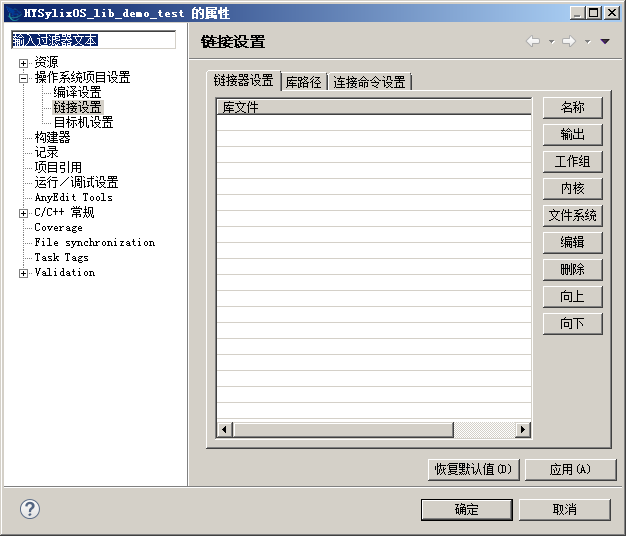 HYSylixOS_lib_demo_test 的属性
输入过滤器文本
资源
操作系统项目设置
编译设置
链接设置
目标机设置
构建器
记录
项目引用
运行／调试设置
AnyEdit Tools
C/C++ 常规
Coverage
File synchronization
Task Tags
Validation
链接设置
链接器设置 库路径 连接命令设置
库文件
名称
输出
工作组
内核
文件系统
编辑
删除
向上
向下
恢复默认值(D) 应用(A)
? 确定 取消